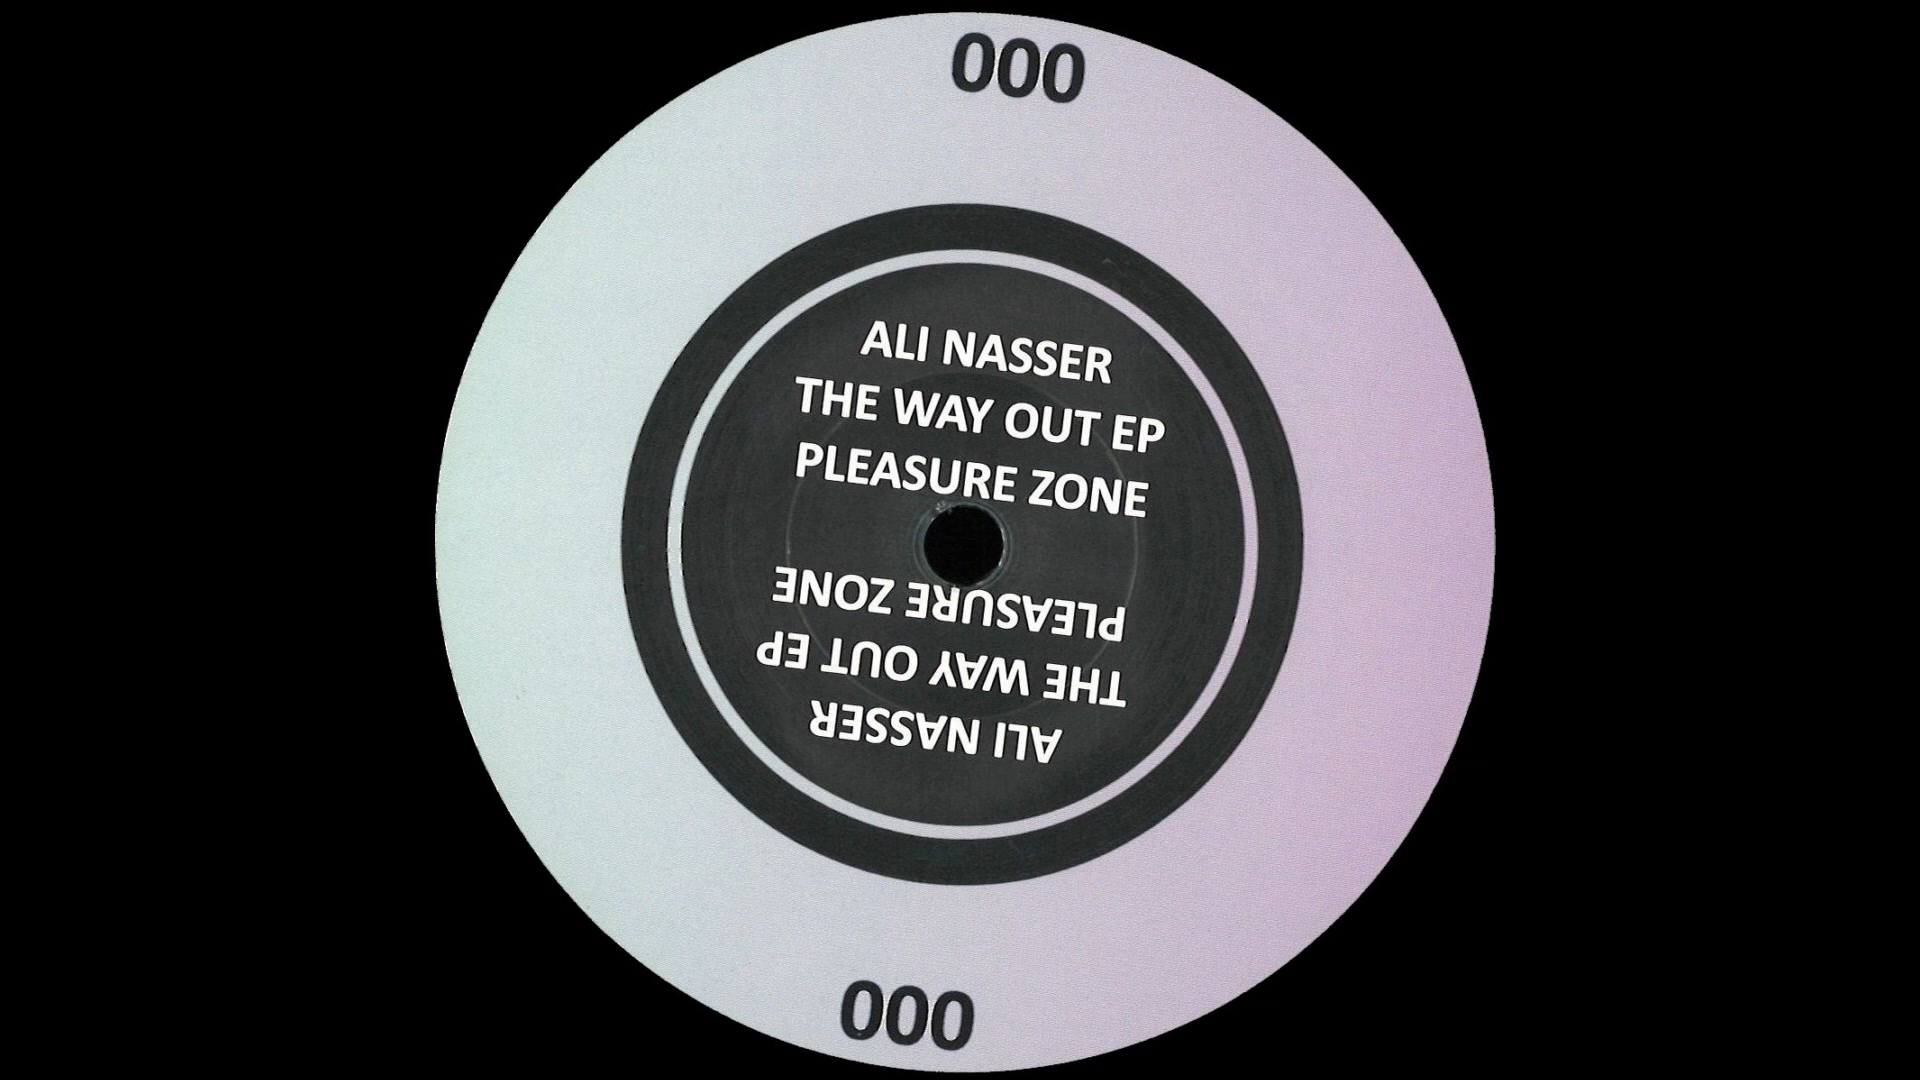 000
ALI NASSER
THE WAY OUT EP
PLEASURE ZONE
ALI NASSER
THE WAY OUT EP
PLEASURE ZONE
000